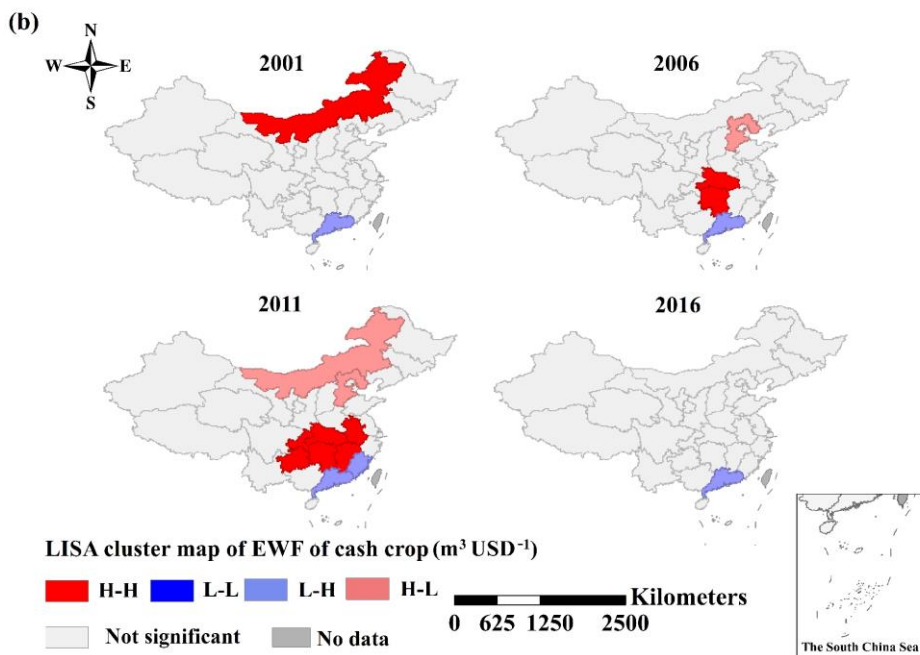 (b)
N
W E
S
2001
2006
2011
2016
LISA cluster map of EWF of cash crop (m³ USD⁻¹)
H-H L-L L-H H-L
Not significant No data
Kilometers
0 625 1250 2500
The South China Sea